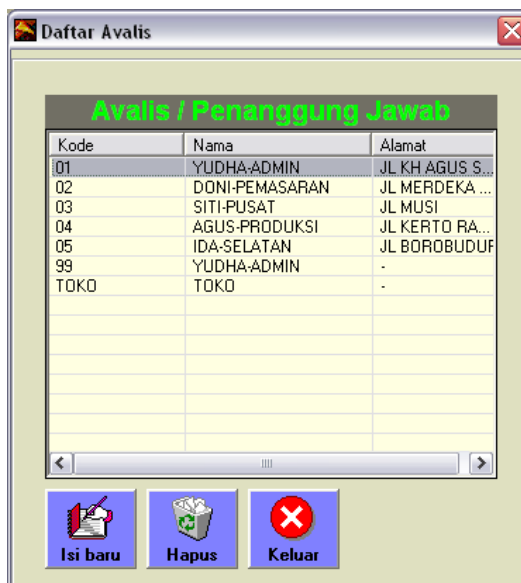 Daftar Avalis
Avalis / Penanggung Jawab
Kode Nama Alamat
01 YUDHA-ADMIN JL KH AGUS S...
02 DONI-PEMASARAN JL MERDEKA ...
03 SITI-PUSAT JL MUSI
04 AGUS-PRODUKSI JL KERTO RA...
05 IDA-SELATAN JL BOROBUDUR
99 YUDHA-ADMIN -
TOKO TOKO -
Isi baru Hapus Keluar